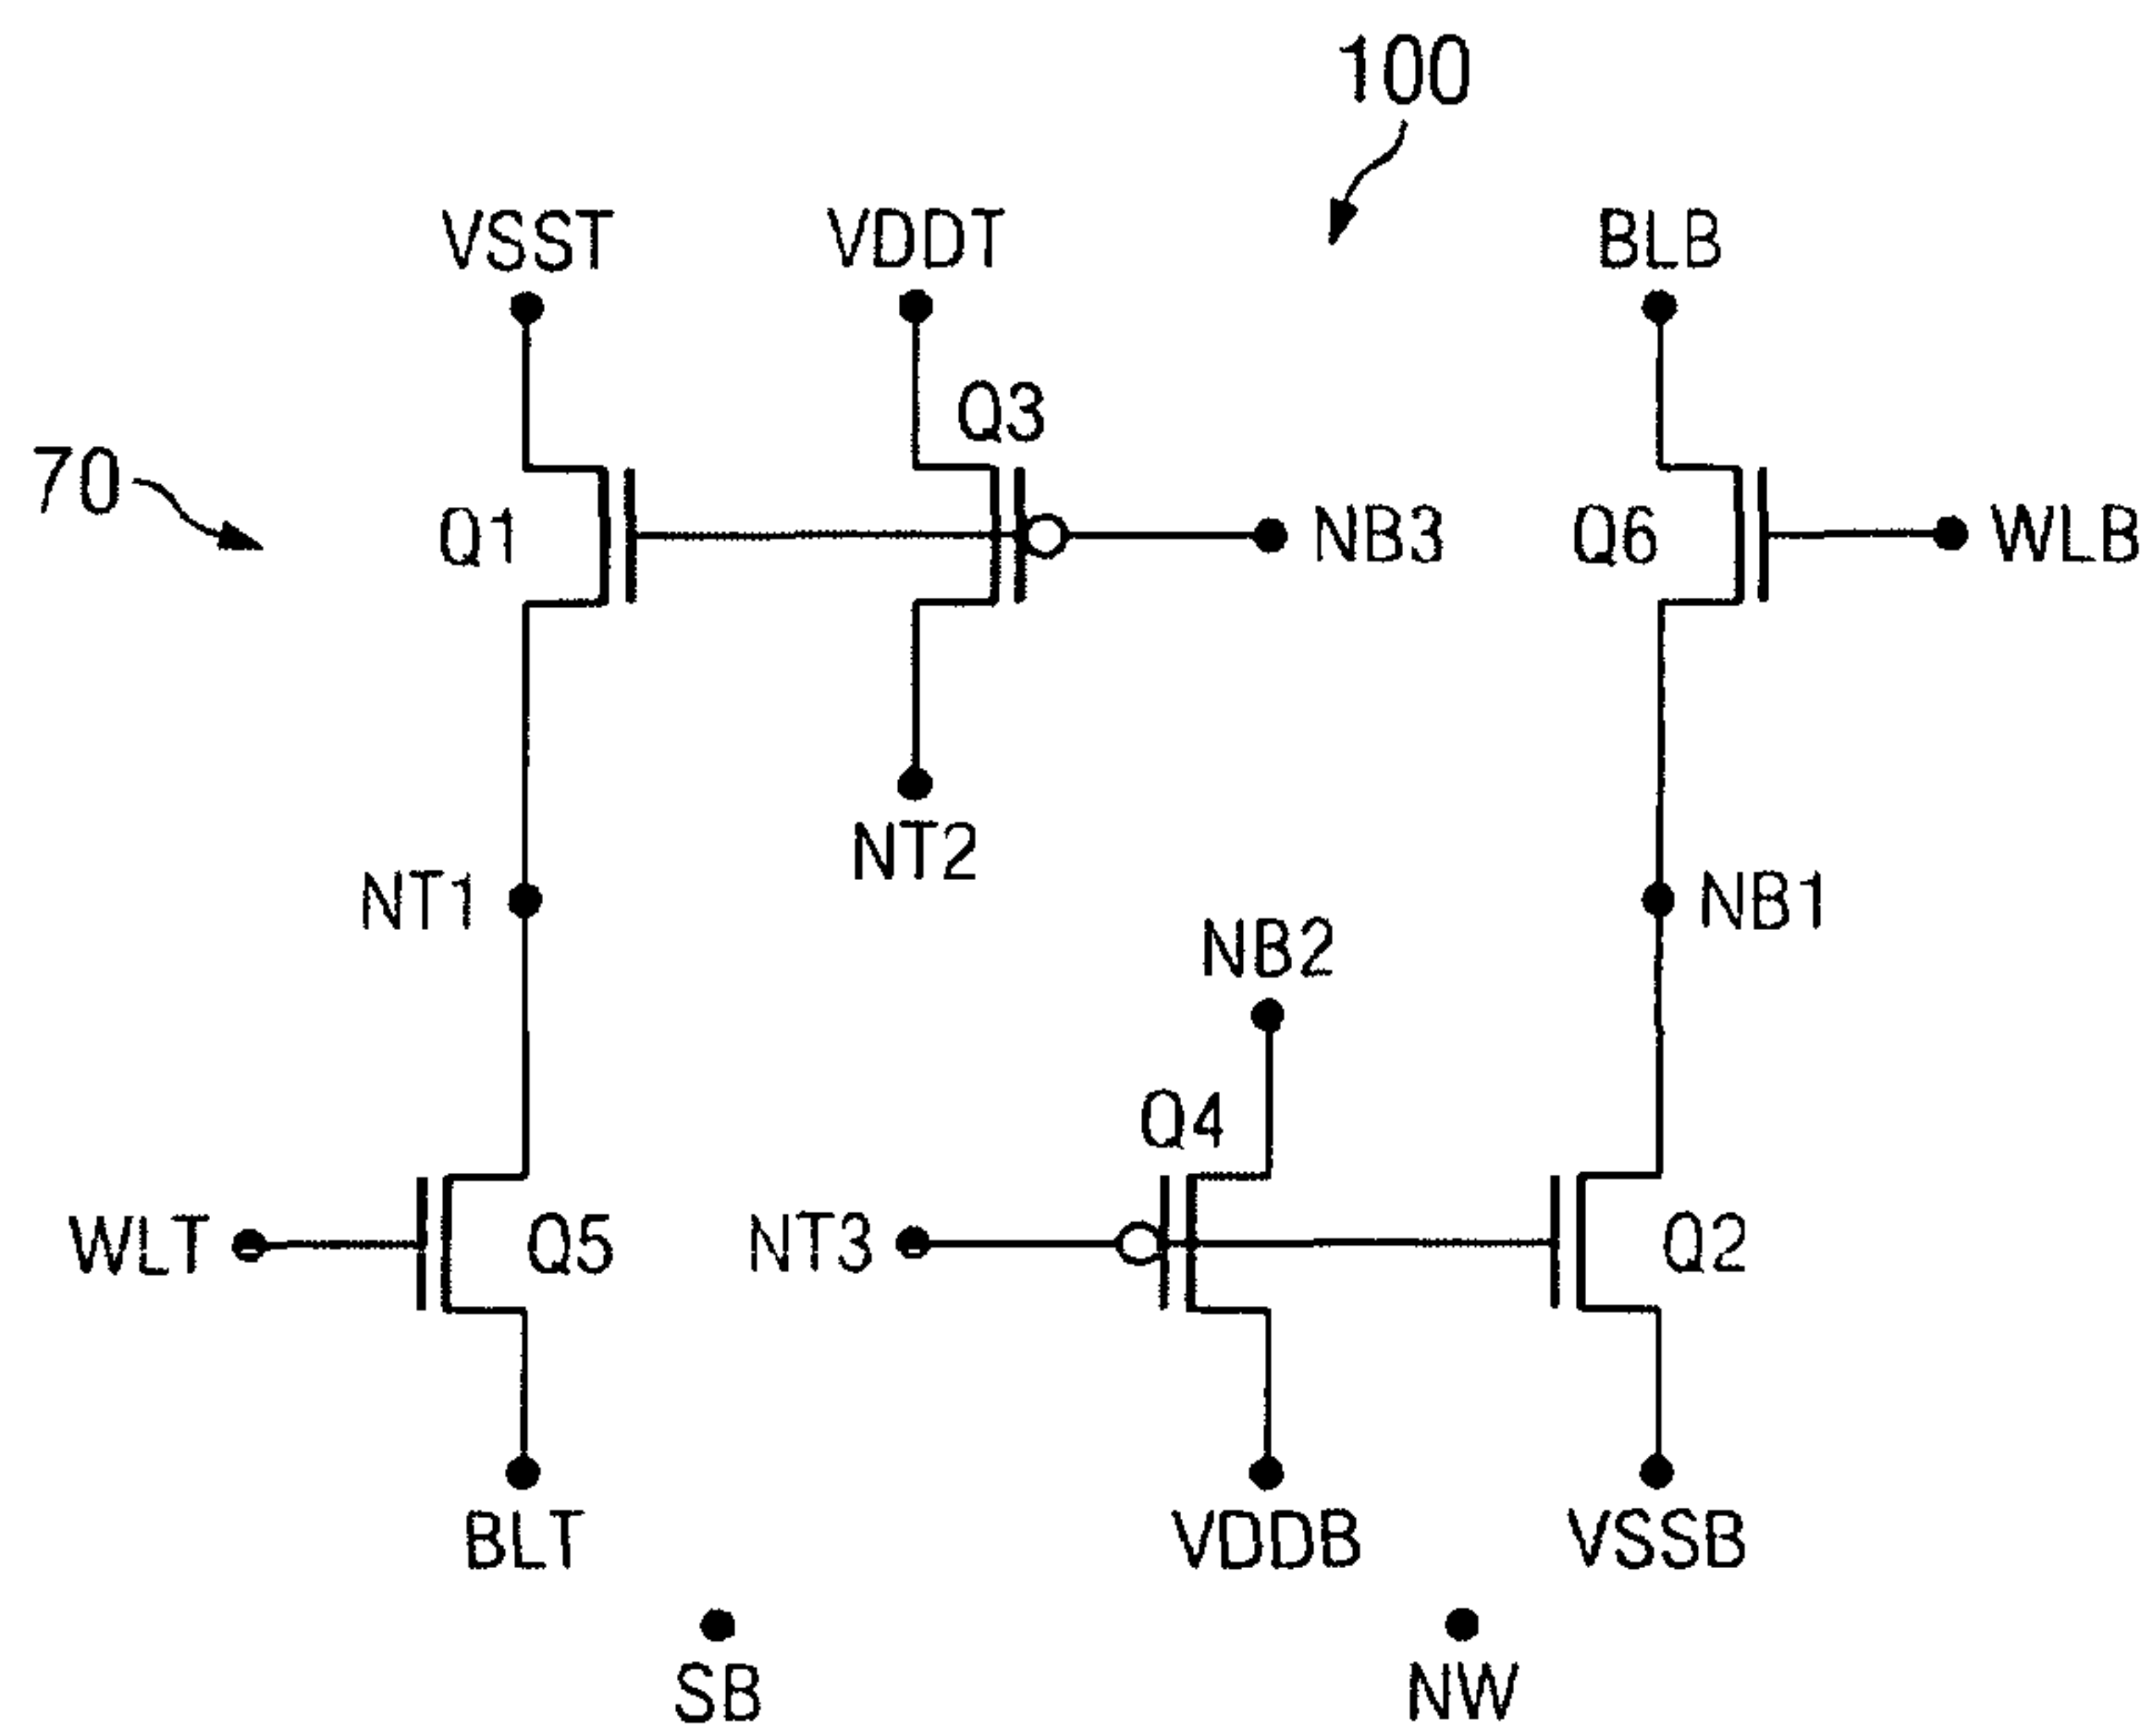 100
VSST
VDDT
BLB
Q3
70
Q1
NB3
Q6
WLB
NT2
NT1
NB1
NB2
Q4
WLT
Q5
NT3
Q2
BLT
VDDB
VSSB
SB
NW